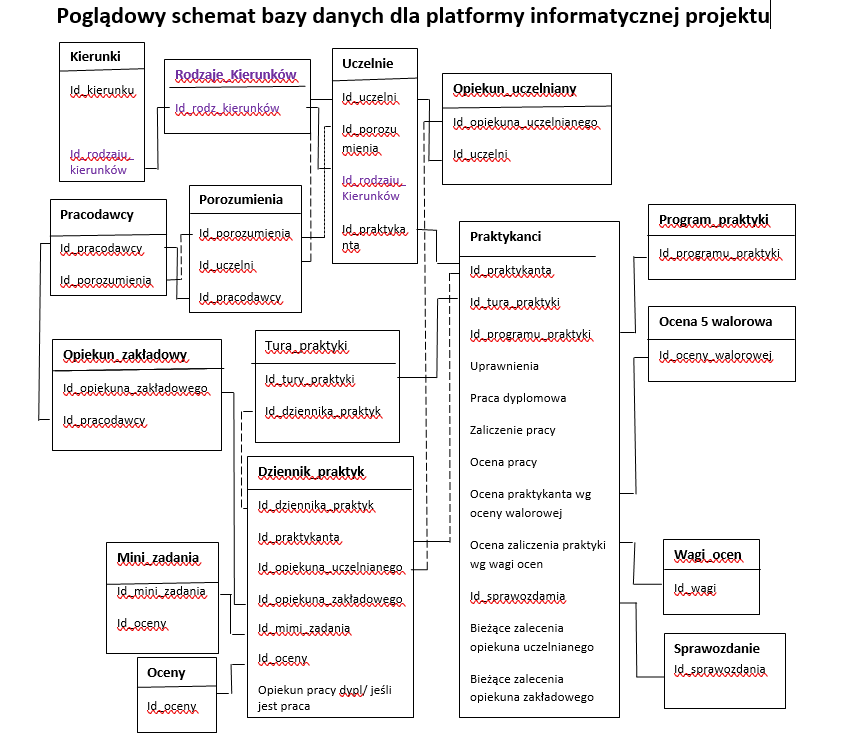 Poglądowy schemat bazy danych dla platformy informatycznej projektu
Kierunki
Id_kierunku
Id_rodzaju_
kierunków
Rodzaje_Kierunków
Id_rodz_kierunków
Uczelnie
Id_uczelni
Id_porozu
mienia
Id_rodzaju_
Kierunków
Id_praktyka
nta
Opiekun_uczelniany
Id_opiekuna_uczelnianego
Id_uczelni
Pracodawcy
Id_pracodawcy
Id_porozumienia
Porozumienia
Id_porozumienia
Id_uczelni
Id_pracodawcy
Praktykanci
Id_praktykanta
Id_tura_praktyki
Id_programu_praktyki
Uprawnienia
Praca dyplomowa
Zaliczenie pracy
Ocena pracy
Ocena praktykanta wg
oceny walorowej
Ocena zaliczenia praktyki
wg wagi ocen
Id_sprawozdamia
Bieżące zalecenia
opiekuna uczelnianego
Bieżące zalecenia
opiekuna zakładowego
Program_praktyki
Id_programu_praktyki
Ocena 5 walorowa
Id_oceny_walorowej
Opiekun_zakładowy
Id_opiekuna_zakładowego
Id_pracodawcy
Tura_praktyki
Id_tury_praktyki
Id_dziennika_praktyk
Dziennik_praktyk
Id_dziennika_praktyk
Id_praktykanta
Id_opiekuna_uczelnianego
Id_opiekuna_zakładowego
Id_mimi_zadania
Id_oceny
Opiekun pracy dypl/ jeśli
jest praca
Mini_zadania
Id_mini_zadania
Id_oceny
Oceny
Id_oceny
Wagi_ocen
Id_wagi
Sprawozdanie
Id_sprawozdania